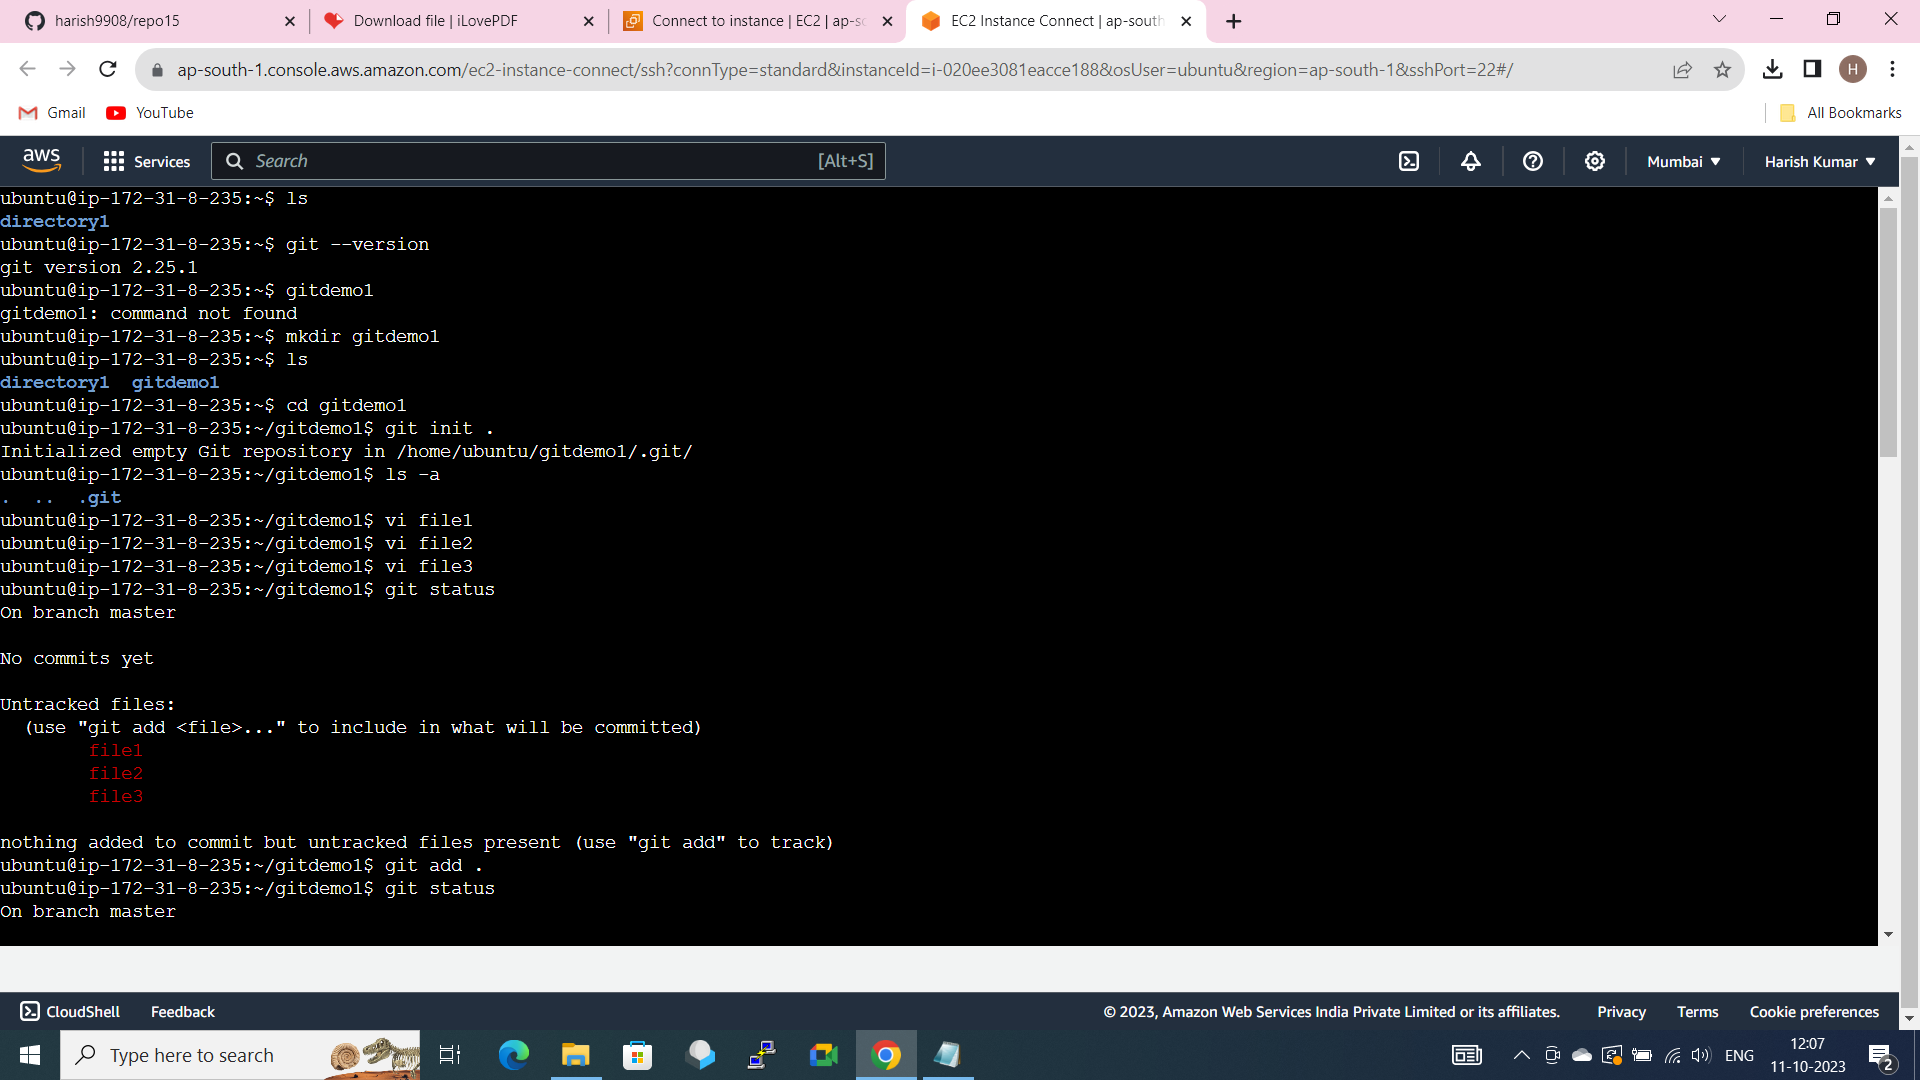 harish9908/repo15
Download file | iLovePDF
Connect to instance | EC2 | ap-sc
EC2 Instance Connect | ap-south
ap-south-1.console.aws.amazon.com/ec2-instance-connect/ssh?connType=standard&instanceId=i-020ee3081eacce188&osUser=ubuntu&region=ap-south-1&sshPort=22#/
H
Gmail
YouTube
All Bookmarks
aws
Services
Search
[Alt+S]
Mumbai
Harish Kumar
ubuntu@ip-172-31-8-235:~$ ls
directory1
ubuntu@ip-172-31-8-235:~$ git --version
git version 2.25.1
ubuntu@ip-172-31-8-235:~$ gitdemo1
gitdemo1: command not found
ubuntu@ip-172-31-8-235:~$ mkdir gitdemo1
ubuntu@ip-172-31-8-235:~$ ls
directory1  gitdemo1
ubuntu@ip-172-31-8-235:~$ cd gitdemo1
ubuntu@ip-172-31-8-235:~/gitdemo1$ git init .
Initialized empty Git repository in /home/ubuntu/gitdemo1/.git/
ubuntu@ip-172-31-8-235:~/gitdemo1$ ls -a
.  ..  .git
ubuntu@ip-172-31-8-235:~/gitdemo1$ vi file1
ubuntu@ip-172-31-8-235:~/gitdemo1$ vi file2
ubuntu@ip-172-31-8-235:~/gitdemo1$ vi file3
ubuntu@ip-172-31-8-235:~/gitdemo1$ git status
On branch master
No commits yet
Untracked files:
  (use "git add <file>..." to include in what will be committed)
        file1
        file2
        file3
nothing added to commit but untracked files present (use "git add" to track)
ubuntu@ip-172-31-8-235:~/gitdemo1$ git add .
ubuntu@ip-172-31-8-235:~/gitdemo1$ git status
On branch master
CloudShell
Feedback
© 2023, Amazon Web Services India Private Limited or its affiliates.
Privacy
Terms
Cookie preferences
Type here to search
ENG
12:07
11-10-2023
2